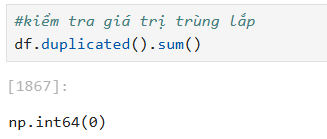 #kiểm tra giá trị trùng lắp
df.duplicated().sum()
[1867]:
np.int64(0)